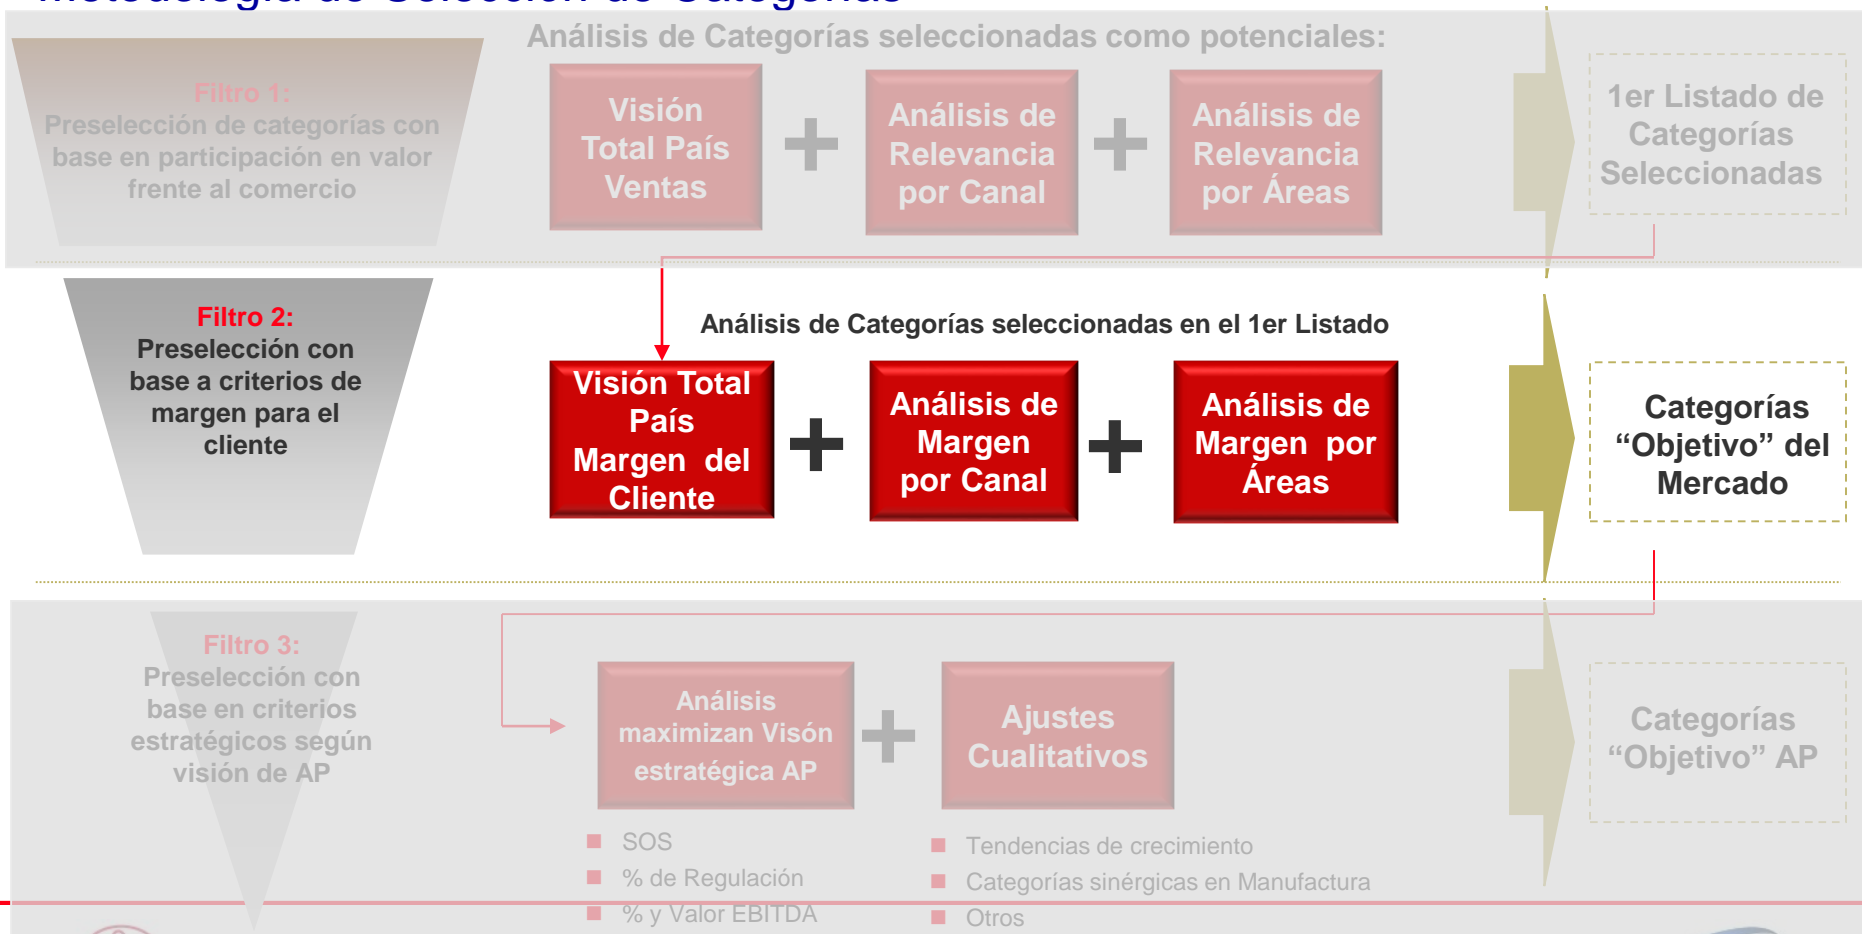 Metodología de Selección de Categorías
Análisis de Categorías seleccionadas como potenciales:
Filtro 1:
Preselección de categorías con
base en participación en valor
frente al comercio
Visión
Total País
Ventas
+
Análisis de
Relevancia
por Canal
+
Análisis de
Relevancia
por Áreas
1er Listado de
Categorías
Seleccionadas
Filtro 2:
Preselección con
base a criterios de
margen para el
cliente
Análisis de Categorías seleccionadas en el 1er Listado
Visión Total
País
Margen del
Cliente
+
Análisis de
Margen
por Canal
+
Análisis de
Margen por
Áreas
Categorías
“Objetivo” del
Mercado
Filtro 3:
Preselección con
base en criterios
estratégicos según
visión de AP
Análisis
maximizan Visón
estratégica AP
+
Ajustes
Cualitativos
Categorías
“Objetivo” AP
SOS
% de Regulación
% y Valor EBITDA
Tendencias de crecimiento
Categorías sinérgicas en Manufactura
Otros